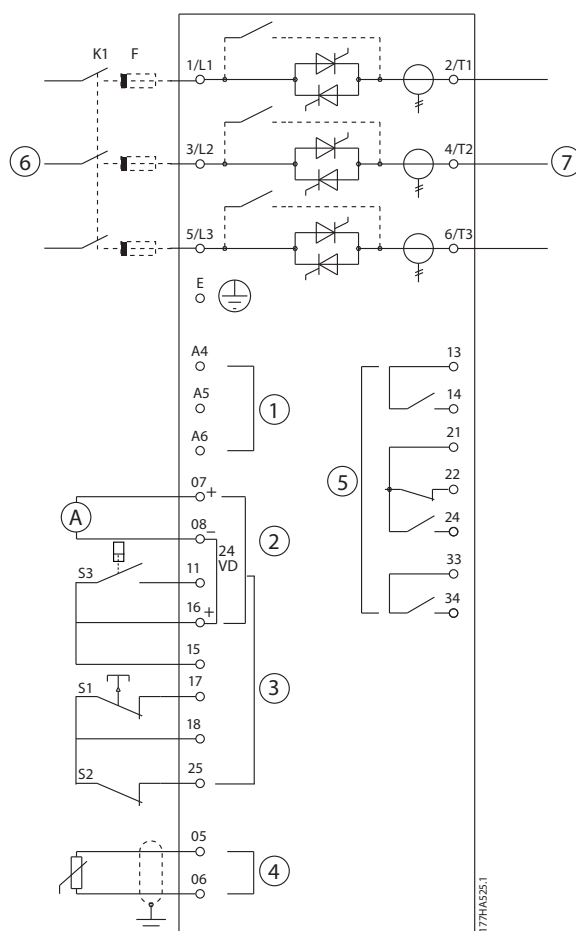 K1 F 1/L1 2/T1
6 3/L2 4/T2 7
5/L3 6/T3
E
A4 13
A5 1 14
A6 21
5 22
07 +
A 08 – 24 VD 2 24
S3 11 33
16 + 34
15
S1 17 3
18
S2 25
05
06 4
177HA525.1